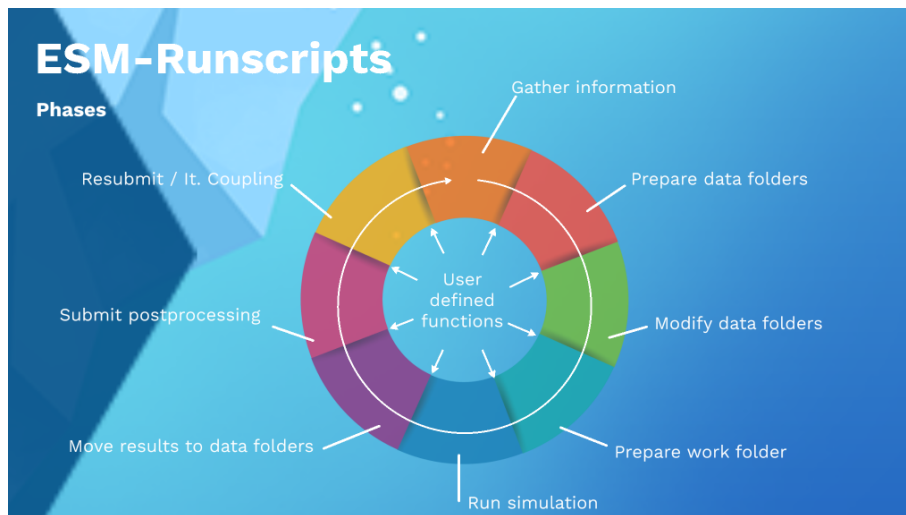 ESM-Runscripts
Phases
Gather information
Resubmit / It. Coupling
Prepare data folders
User
defined
functions
Submit postprocessing
Modify data folders
Move results to data folders
Prepare work folder
Run simulation